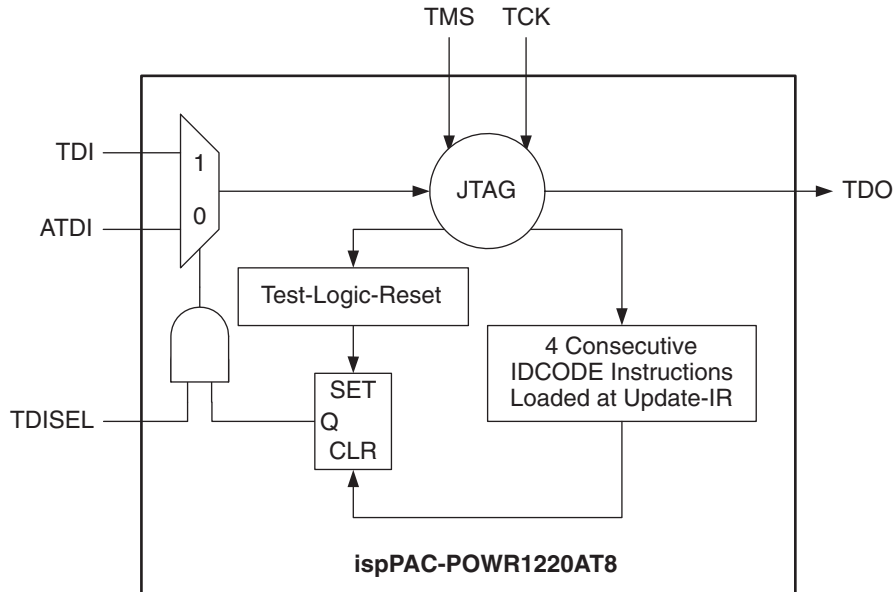 TMS
TCK
TDI
1
JTAG
TDO
ATDI
0
Test-Logic-Reset
4 Consecutive
IDCODE Instructions
Loaded at Update-IR
SET
TDISEL
Q
CLR
ispPAC-POWR1220AT8